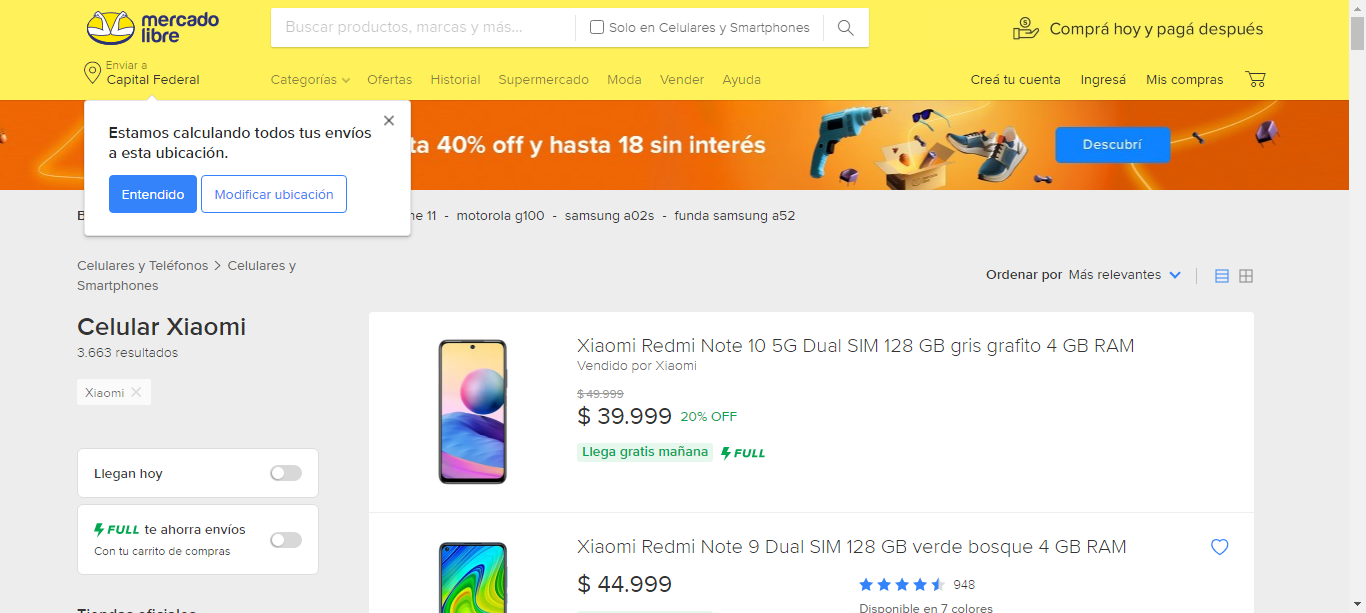 mercado
libre
Buscar productos, marcas y más...
Solo en Celulares y Smartphones
Comprá hoy y pagá después
Enviar a
Capital Federal
Categorías
Ofertas
Historial
Supermercado
Moda
Vender
Ayuda
Creá tu cuenta
Ingresá
Mis compras
Estamos calculando todos tus envíos
a esta ubicación.
Entendido
Modificar ubicación
ta 40% off y hasta 18 sin interés
Descubrí
ne 11 - motorola g100 - samsung a02s - funda samsung a52
Celulares y Teléfonos > Celulares y
Smartphones
Ordenar por Más relevantes
Celular Xiaomi
3.663 resultados
Xiaomi
Llegan hoy
FULL te ahorra envíos
Con tu carrito de compras
Tiendas oficiales
Xiaomi Redmi Note 10 5G Dual SIM 128 GB gris grafito 4 GB RAM
Vendido por Xiaomi
$ 49.999
$ 39.999 20% OFF
Llega gratis mañana FULL
Xiaomi Redmi Note 9 Dual SIM 128 GB verde bosque 4 GB RAM
$ 44.999
948
Disponible en 7 colores